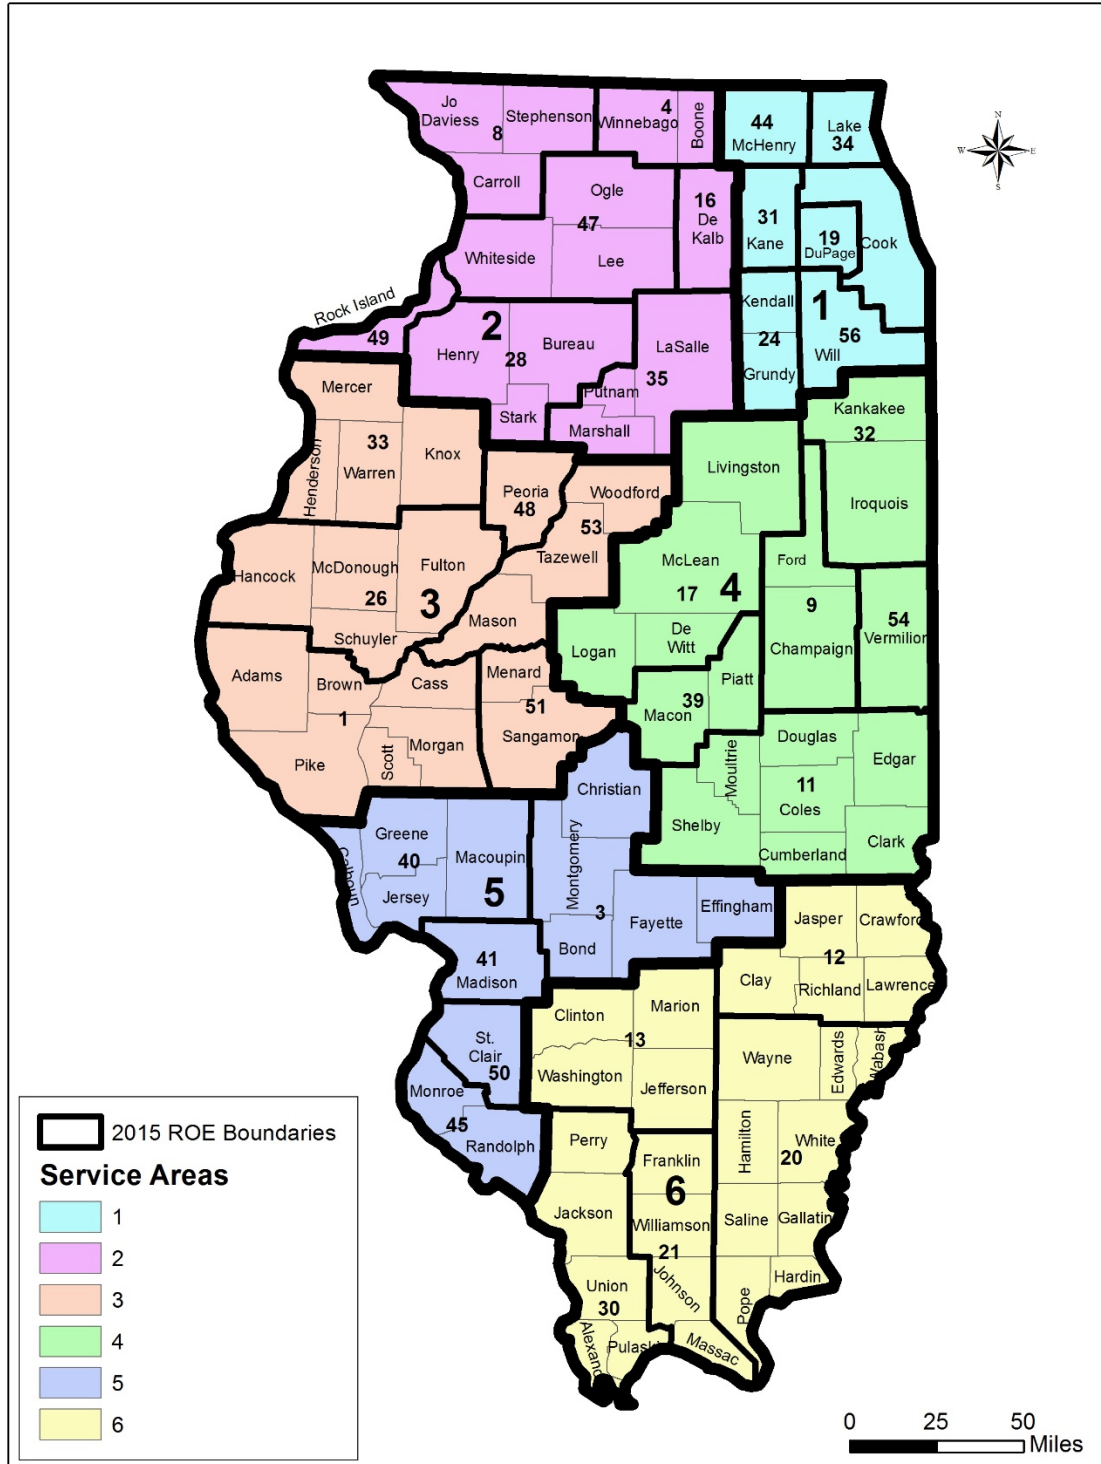 Jo
Daviess
8
Stephenson
4
Winnebago
Boone
44
McHenry
Lake
34
N
W
E
S
Carroll
Ogle
47
16
De
Kalb
31
Kane
19
DuPage
Cook
Whiteside
Lee
Rock Island
49
2
Henry
28
Bureau
LaSalle
35
Kendall
24
Grundy
1
56
Will
Putnam
Stark
Marshall
Mercer
33
Henderson
Warren
Knox
Peoria
48
Woodford
53
Tazewell
Livingston
Kankakee
32
Iroquois
Hancock
McDonough
26
Fulton
3
Schuyler
Mason
McLean
17
4
Ford
9
Champaign
54
Vermilion
Logan
De
Witt
Piatt
39
Macon
Adams
Brown
1
Cass
Menard
51
Sangamon
Pike
Scott
Morgan
Christian
Moultrie
Douglas
11
Coles
Edgar
Shelby
Cumberland
Clark
Greene
40
Calhoun
Jersey
Macoupin
5
Montgomery
3
Bond
Fayette
Effingham
Jasper
Crawford
12
Clay
Richland
Lawrence
41
Madison
Clinton
Marion
13
Washington
Jefferson
St.
Clair
50
Monroe
45
Randolph
Wayne
Edwards
Wabash
Hamilton
White
20
Perry
Franklin
6
Williamson
21
Jackson
Saline
Gallatin
Union
30
Johnson
Pope
Hardin
Pulaski
Massac
2015 ROE Boundaries
Service Areas
1
2
3
4
5
6
0 25 50
Miles